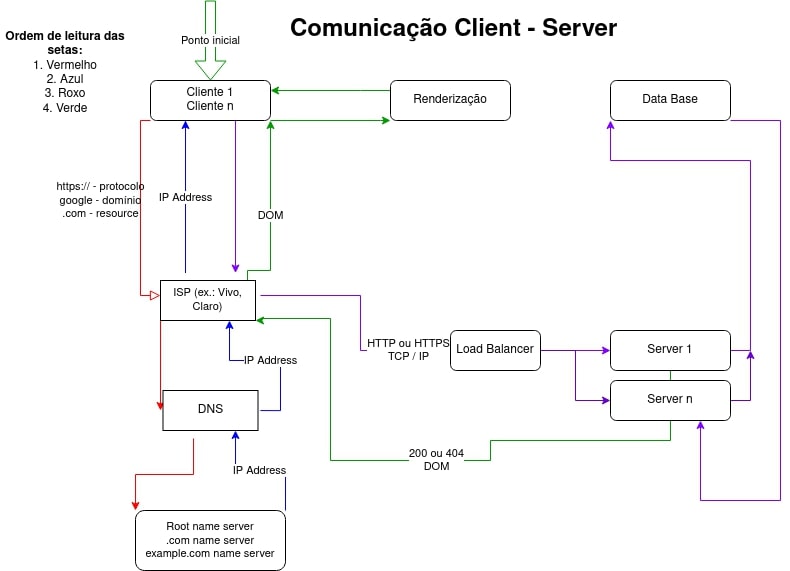 Comunicação Client - Server
Ordem de leitura das
setas:
1. Vermelho
2. Azul
3. Roxo
4. Verde
Ponto inicial
Cliente 1
Cliente n
Renderização
Data Base
https:// - protocolo
google - domínio
.com - resource
IP Address
DOM
ISP (ex.: Vivo,
Claro)
HTTP ou HTTPS
TCP / IP
Load Balancer
Server 1
Server n
IP Address
DNS
200 ou 404
DOM
IP Address
Root name server
.com name server
example.com name server